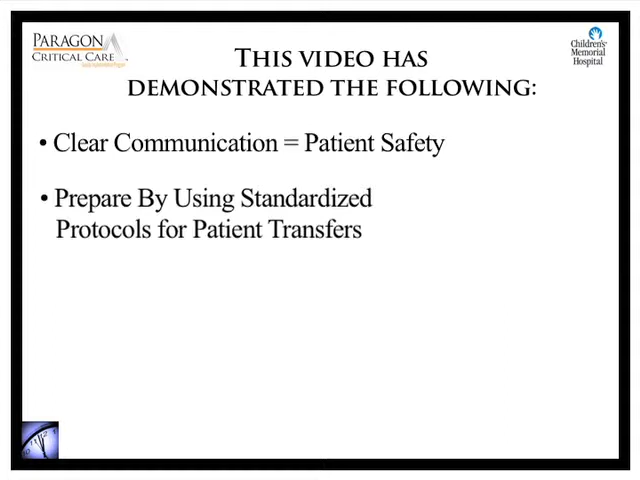 PARAGON
CRITICAL CARE
Children's
Memorial
Hospital
THIS VIDEO HAS
DEMONSTRATED THE FOLLOWING:
• Clear Communication = Patient Safety
• Prepare By Using Standardized
Protocols for Patient Transfers